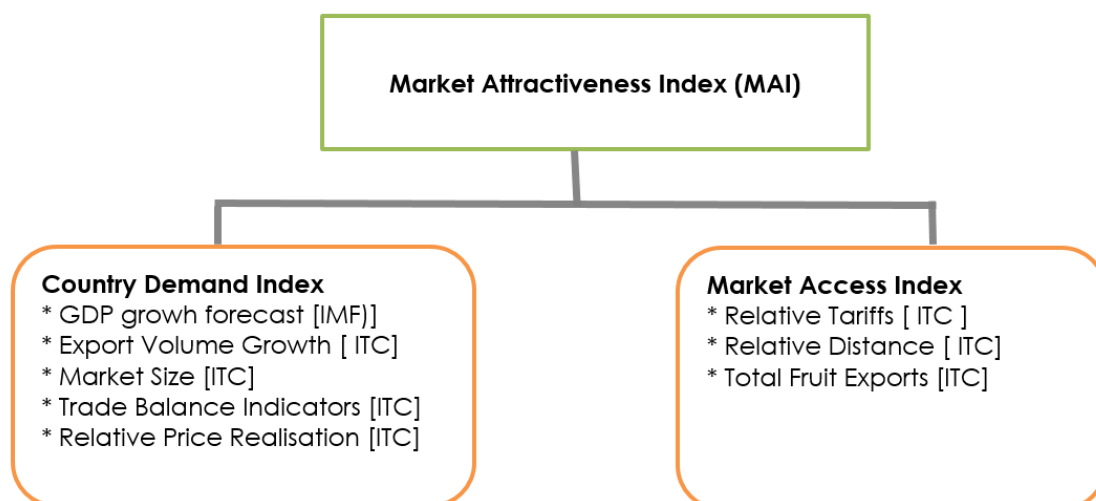 Market Attractiveness Index (MAI)
Country Demand Index
* GDP growh forecast [IMF)]
* Export Volume Growth [ ITC]
* Market Size [ITC]
* Trade Balance Indicators [ITC]
* Relative Price Realisation [ITC]
Market Access Index
* Relative Tariffs [ ITC ]
* Relative Distance [ ITC]
* Total Fruit Exports [ITC]